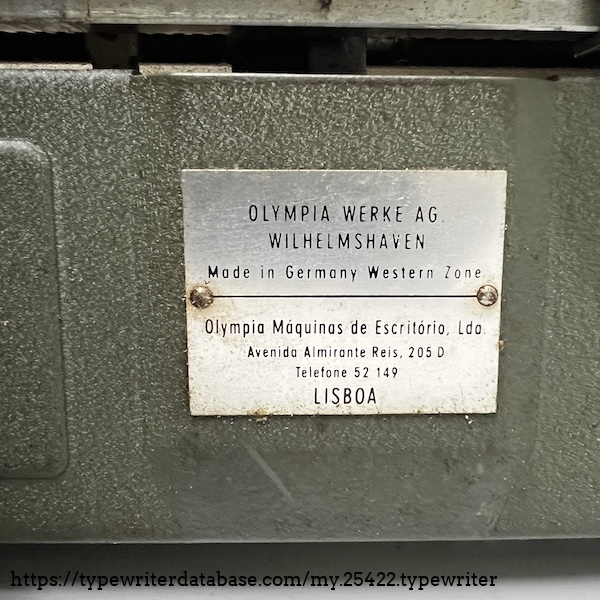 OLYMPIA WERKE AG.
WILHELMSHAVEN
Made in Germany Western Zone
Olympia Máquinas de Escritório, Lda.
Avenida Almirante Reis, 205 D
Telefone 52 149
LISBOA
https://typewriterdatabase.com/my.25422.typewriter